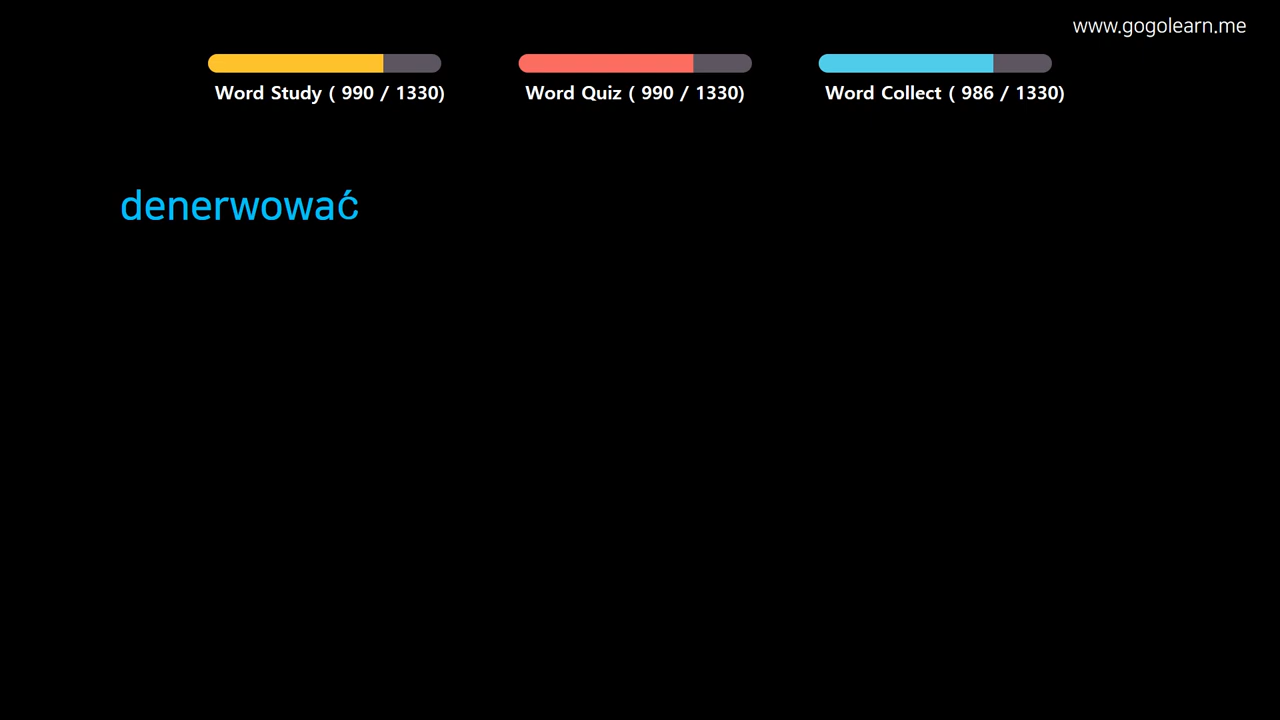 www.gogolearn.me
Word Study ( 990 / 1330)
Word Quiz ( 990 / 1330)
Word Collect ( 986 / 1330)
denerwować